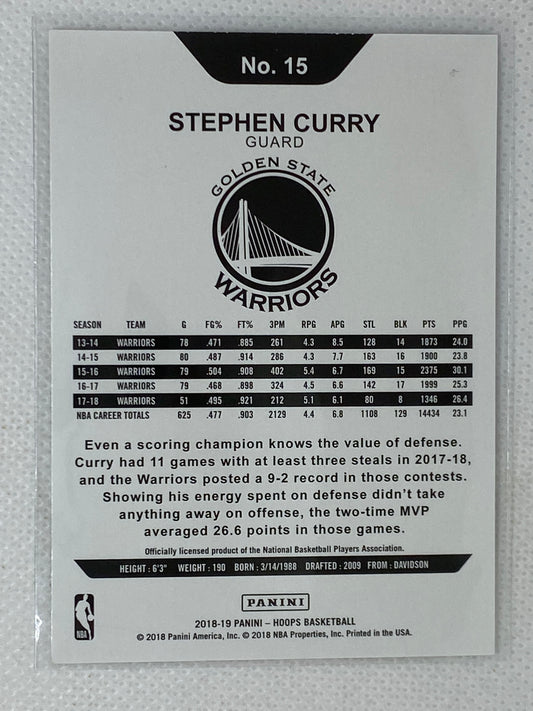 No. 15
STEPHEN CURRY
GUARD
GOLDEN STATE
WARRIORS
SEASON TEAM G FG% FT% 3PM RPG APG STL BLK PTS PPG
13-14 WARRIORS 78 .471 .885 261 4.3 8.5 128 14 1873 24.0
14-15 WARRIORS 80 .487 .914 286 4.3 7.7 163 16 1900 23.8
15-16 WARRIORS 79 .504 .908 402 5.4 6.7 169 15 2375 30.1
16-17 WARRIORS 79 .468 .898 324 4.5 6.6 142 17 1999 25.3
17-18 WARRIORS 51 .495 .921 212 5.1 6.1 80 8 1346 26.4
NBA CAREER TOTALS 625 .477 .903 2129 4.4 6.8 1108 129 14434 23.1
Even a scoring champion knows the value of defense.
Curry had 11 games with at least three steals in 2017-18,
and the Warriors posted a 9-2 record in those contests.
Showing his energy spent on defense didn't take
anything away on offense, the two-time MVP
averaged 26.6 points in those games.
Officially licensed product of the National Basketball Players Association.
HEIGHT : 6'3" WEIGHT : 190 BORN : 3/14/1988 DRAFTED : 2009 FROM : DAVIDSON
PANINI
NBA
2018-19 PANINI – HOOPS BASKETBALL
© 2018 Panini America, Inc. © 2018 NBA Properties, Inc. Printed in the USA.